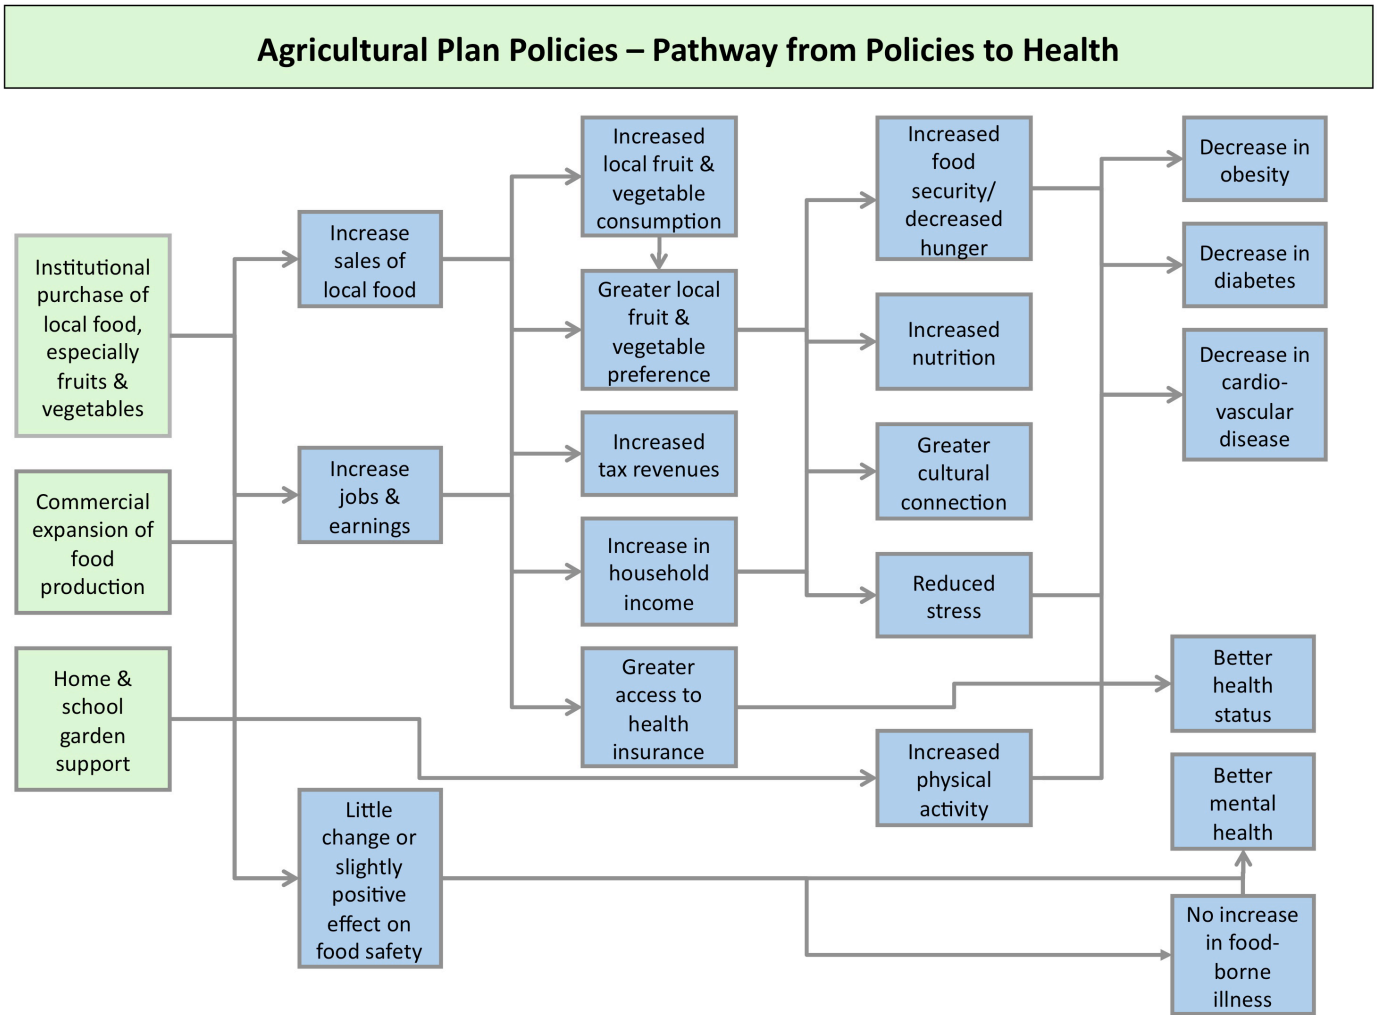 Agricultural Plan Policies – Pathway from Policies to Health
Institutional
purchase of
local food,
especially
fruits &
vegetables
Commercial
expansion of
food
production
Home &
school
garden
support
Increase
sales of
local food
Increase
jobs &
earnings
Little
change or
slightly
positive
effect on
food safety
Increased
local fruit &
vegetable
consumption
Greater local
fruit &
vegetable
preference
Increased
tax revenues
Increase in
household
income
Greater
access to
health
insurance
Increased
food
security/
decreased
hunger
Increased
nutrition
Greater
cultural
connection
Reduced
stress
Increased
physical
activity
Decrease in
obesity
Decrease in
diabetes
Decrease in
cardio-
vascular
disease
Better
health
status
Better
mental
health
No increase
in food-
borne
illness